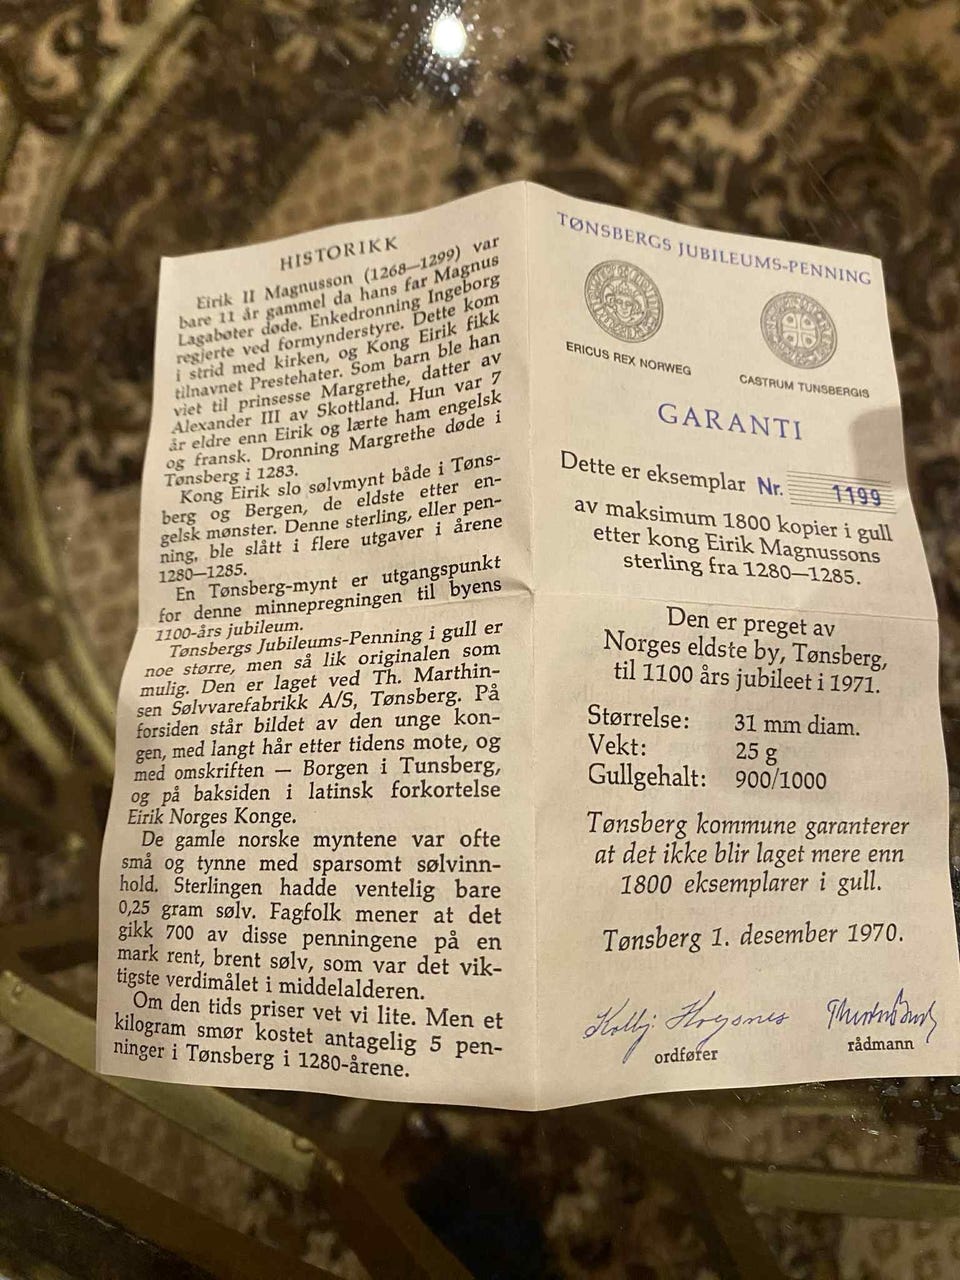 HISTORIKK
Eirik II Magnusson (1268—1299) var
bare 11 år gammel da hans far Magnus
Lagabøter døde. Enkedronning Ingeborg
regjerte ved formynderstyre. Dette kom
i strid med kirken, og Kong Eirik fikk
tilnavnet Prestehater. Som barn ble han
viet til prinsesse Margrethe, datter av
Alexander III av Skottland. Hun var 7
år eldre enn Eirik og lærte ham engelsk
og fransk. Dronning Margrethe døde i
Tønsberg i 1283.
Kong Eirik slo sølvmynt både i Tøns-
berg og Bergen, de eldste etter en-
gelsk mønster. Denne sterling, eller pen-
ning, ble slått i flere utgaver i årene
1280—1285.
En Tønsberg-mynt er utgangspunkt
for denne minnepregningen til byens
1100-års jubileum.
Tønsbergs Jubileums-Penning i gull er
noe større, men så lik originalen som
mulig. Den er laget ved Th. Marthin-
sen Sølvvarefabrikk A/S, Tønsberg. På
forsiden står bildet av den unge kon-
gen, med langt hår etter tidens mote, og
med omskriften — Borgen i Tunsberg,
og på baksiden i latinsk forkortelse
Eirik Norges Konge.
De gamle norske myntene var ofte
små og tynne med sparsomt sølvinn-
hold. Sterlingen hadde ventelig bare
0,25 gram sølv. Fagfolk mener at det
gikk 700 av disse penningene på en
mark rent, brent sølv, som var det vik-
tigste verdimålet i middelalderen.
Om den tids priser vet vi lite. Men et
kilogram smør kostet antagelig 5 pen-
ninger i Tønsberg i 1280-årene.
TØNSBERGS JUBILEUMS-PENNING
ERICUS REX NORWEG
CASTRUM TUNSBERGIS
GARANTI
Dette er eksemplar Nr. 1199
av maksimum 1800 kopier i gull
etter kong Eirik Magnussons
sterling fra 1280—1285.
Den er preget av
Norges eldste by, Tønsberg,
til 1100 års jubileet i 1971.
Størrelse: 31 mm diam.
Vekt: 25 g
Gullgehalt: 900/1000
Tønsberg kommune garanterer
at det ikke blir laget mere enn
1800 eksemplarer i gull.
Tønsberg 1. desember 1970.
ordfører
rådmann